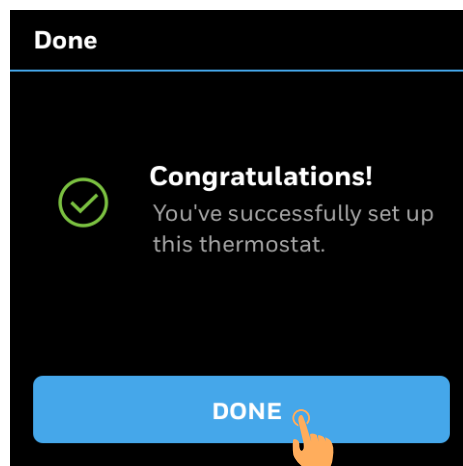 Done
Congratulations!
You've successfully set up
this thermostat.
DONE